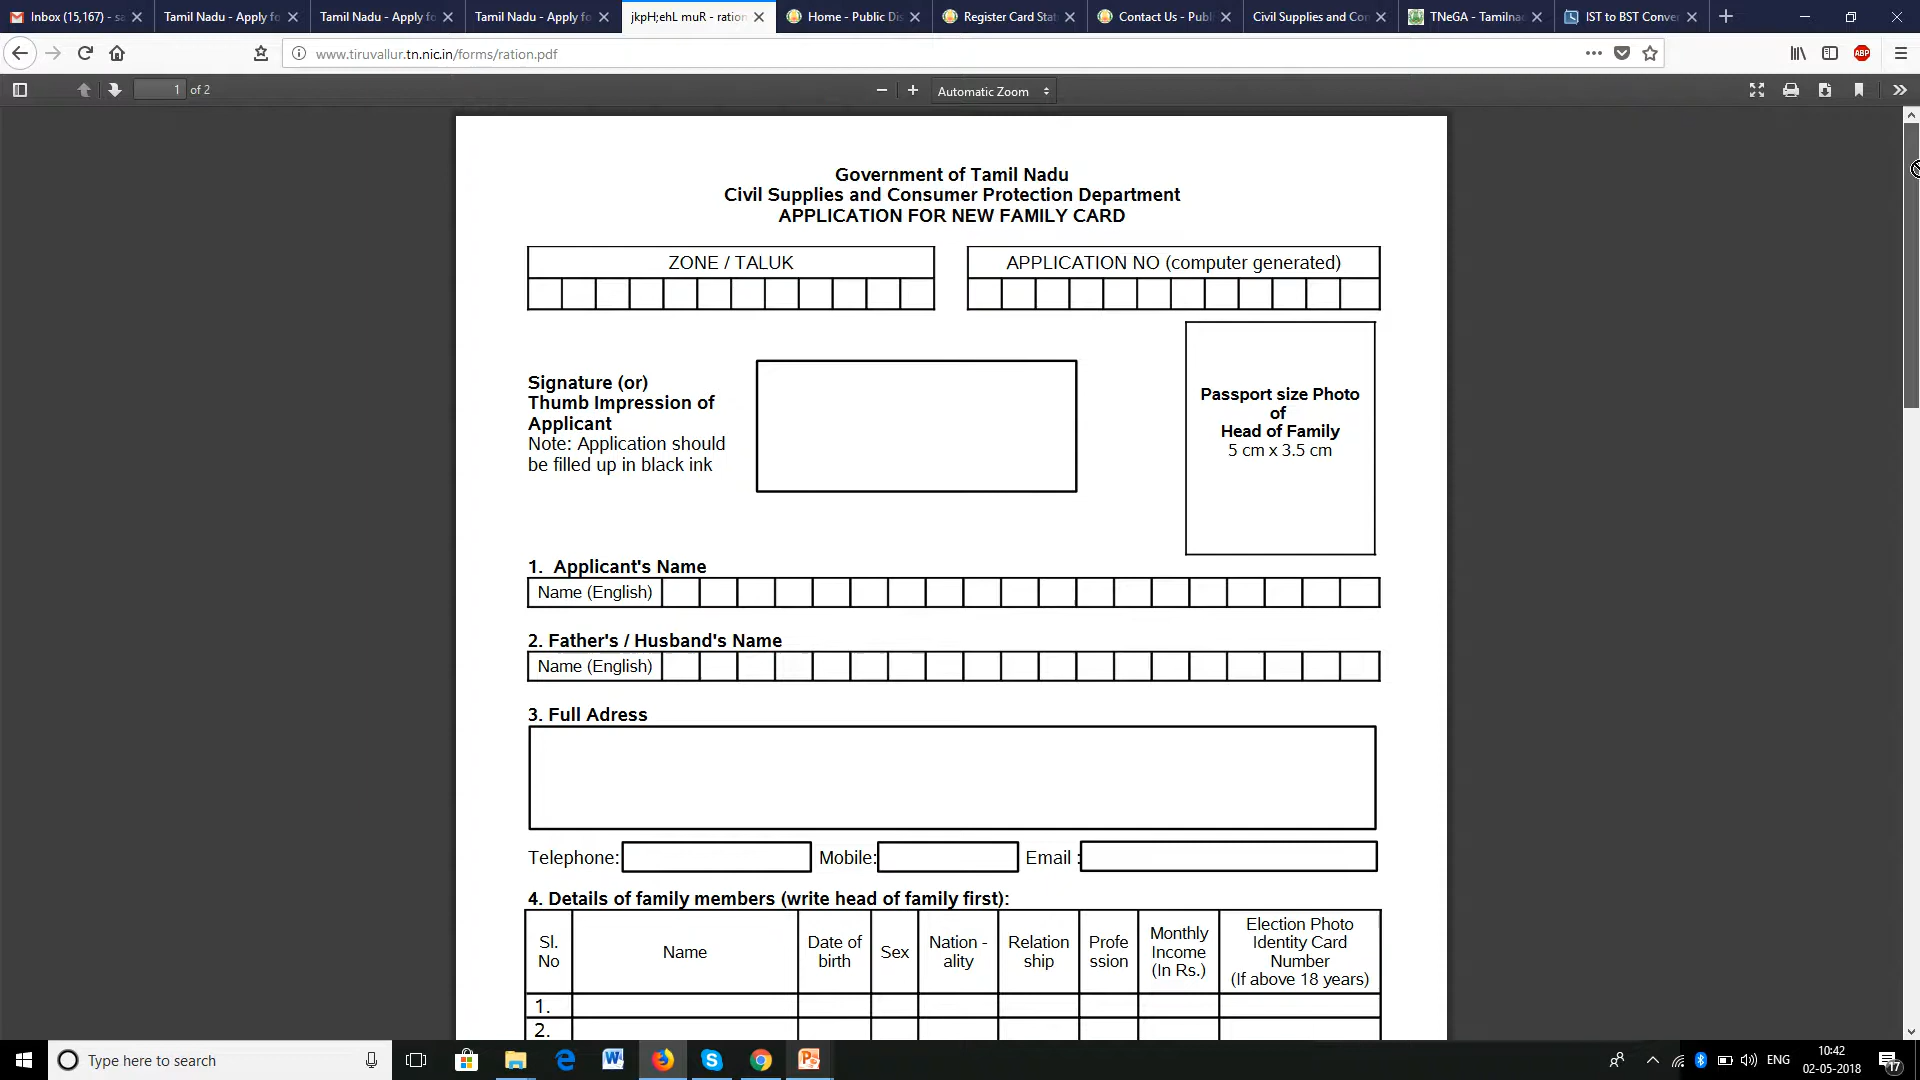 Inbox (15,167) - sa
Tamil Nadu - Apply fo
Tamil Nadu - Apply fo
Tamil Nadu - Apply fo
jkpH;ehL muR - ration
Home - Public Dis
Register Card Stat
Contact Us - Publ
Civil Supplies and Con
TNeGA - Tamilna
IST to BST Conver
www.tiruvallur.tn.nic.in/forms/ration.pdf
ABP
1 of 2
Automatic Zoom
Government of Tamil Nadu
Civil Supplies and Consumer Protection Department
APPLICATION FOR NEW FAMILY CARD
ZONE / TALUK
APPLICATION NO (computer generated)
Signature (or)
Thumb Impression of
Applicant
Note: Application should
be filled up in black ink
Passport size Photo
of
Head of Family
5 cm x 3.5 cm
1. Applicant's Name
Name (English)
2. Father's / Husband's Name
Name (English)
3. Full Adress
Telephone:
Mobile:
Email :
4. Details of family members (write head of family first):
Sl.
No
Name
Date of
birth
Sex
Nation -
ality
Relation
ship
Profe
ssion
Monthly
Income
(In Rs.)
Election Photo
Identity Card
Number
(If above 18 years)
1.
2.
Type here to search
ENG
10:42
02-05-2018
17